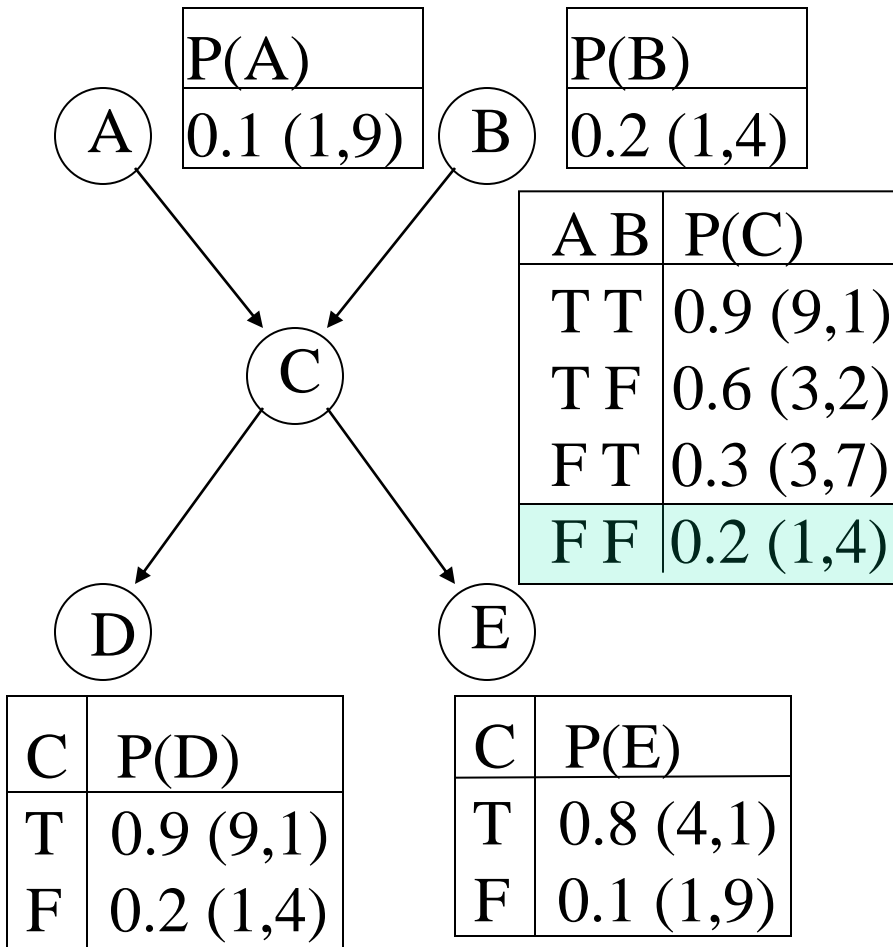 P(A)
0.1 (1,9)
P(B)
0.2 (1,4)
A
B
A B P(C)
T T 0.9 (9,1)
T F 0.6 (3,2)
F T 0.3 (3,7)
F F 0.2 (1,4)
C
D
E
C P(D)
T 0.9 (9,1)
F 0.2 (1,4)
C P(E)
T 0.8 (4,1)
F 0.1 (1,9)